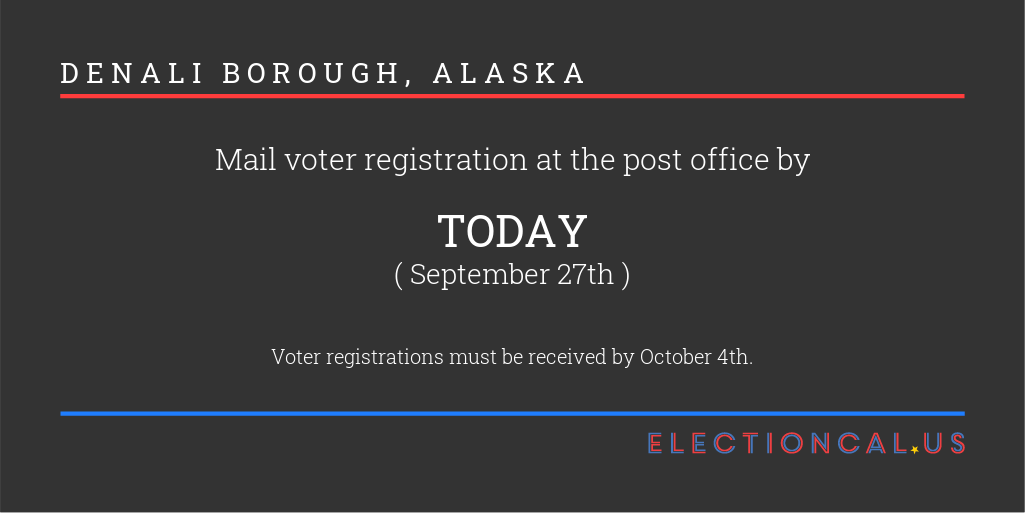 DENALI BOROUGH, ALASKA
Mail voter registration at the post office by
TODAY
( September 27th )
Voter registrations must be received by October 4th.
ELECTIONCAL.US